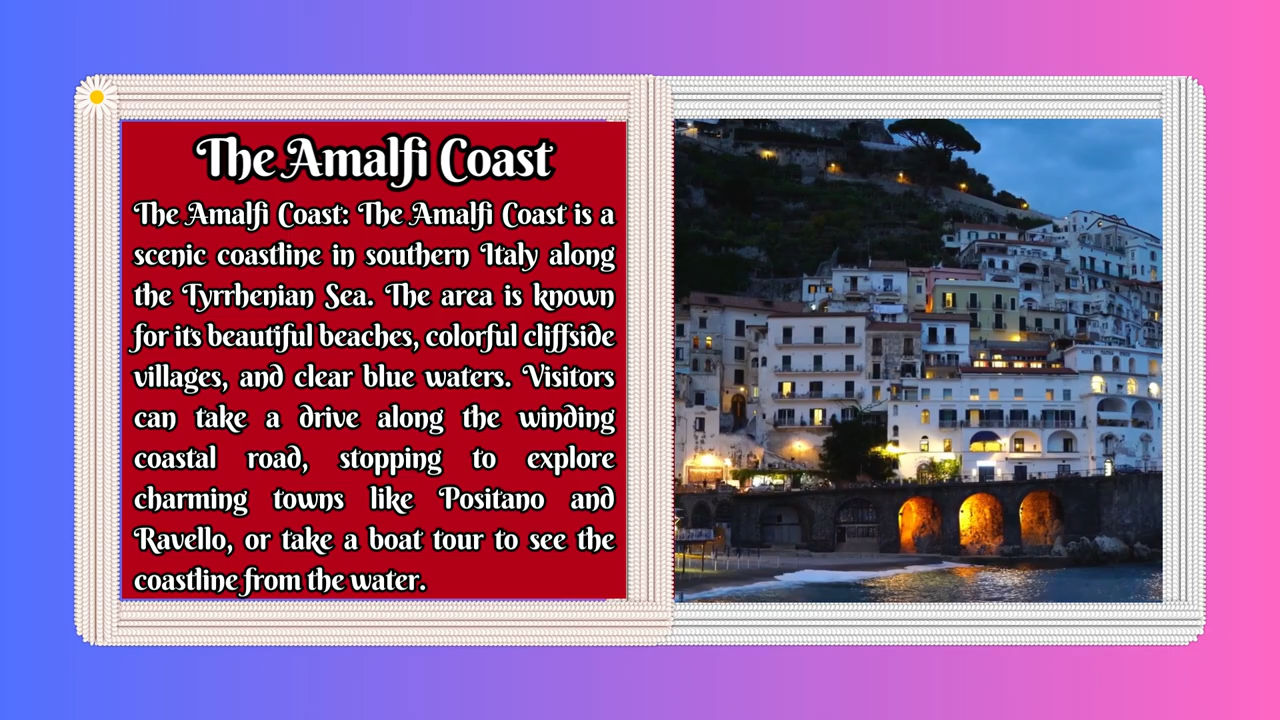 The Amalfi Coast
The Amalfi Coast: The Amalfi Coast is a
scenic coastline in southern Italy along
the Tyrrhenian Sea. The area is known
for its beautiful beaches, colorful cliffside
villages, and clear blue waters. Visitors
can take a drive along the winding
coastal road, stopping to explore
charming towns like Positano and
Ravello, or take a boat tour to see the
coastline from the water.